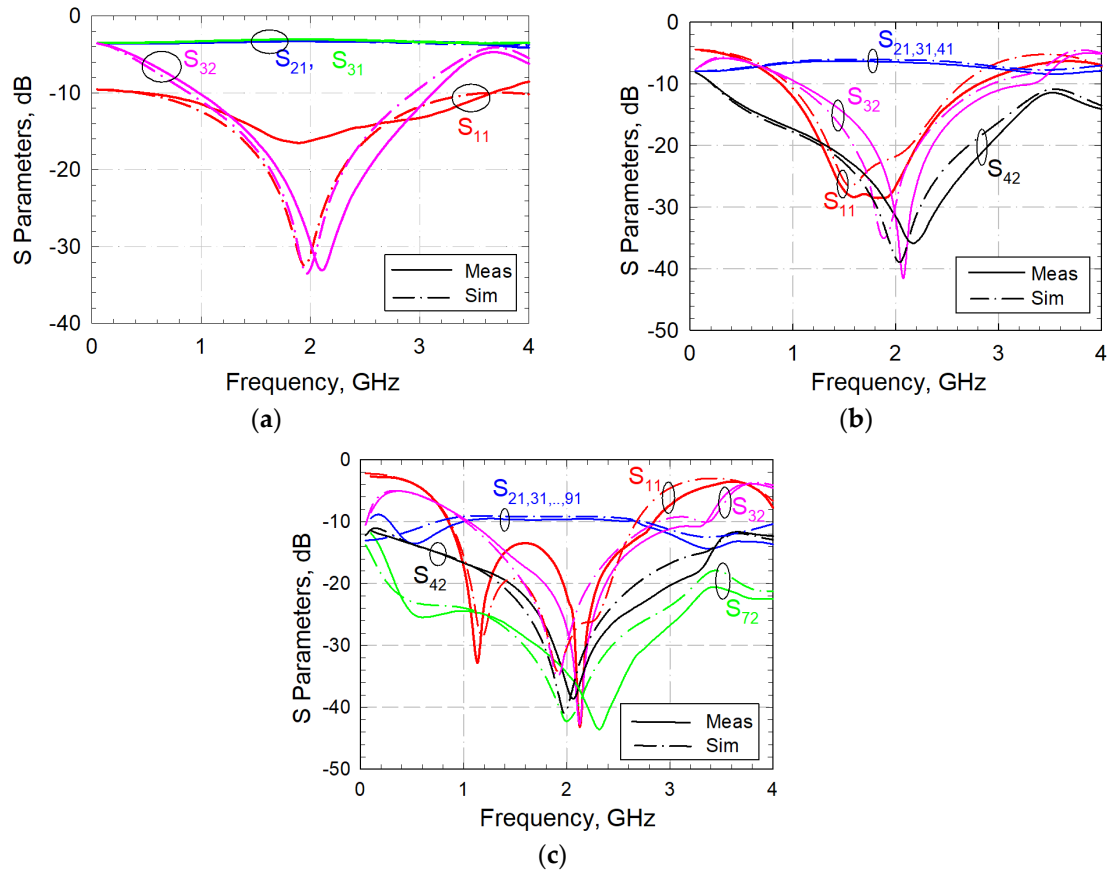 0
-10
-20
-30
-40
S Parameters, dB
S32
S21,
S31
S11
Meas
Sim
0
1
2
3
4
Frequency, GHz
(a)
0
-10
-20
-30
-40
-50
S Parameters, dB
S21,31,41
S32
S11
S42
Meas
Sim
0
1
2
3
4
Frequency, GHz
(b)
0
-10
-20
-30
-40
-50
S Parameters, dB
S21,31,..,91
S11
S32
S42
S72
Meas
Sim
0
1
2
3
4
Frequency, GHz
(c)